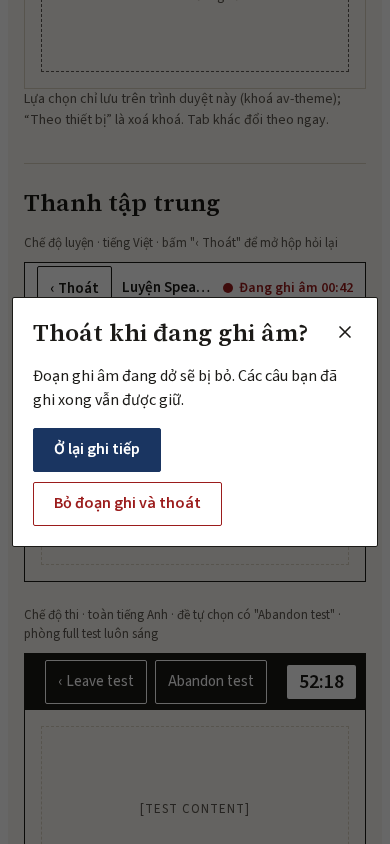 Lựa chọn chỉ lưu trên trình duyệt này (khoá av-theme);
“Theo thiết bị” là xoá khoá. Tab khác đổi theo ngay.
Thanh tập trung
Chế độ luyện · tiếng Việt · bấm "‹ Thoát" để mở hộp hỏi lại
‹ Thoát
Luyện Spea…
Đang ghi âm 00:42
Thoát khi đang ghi âm?
Đoạn ghi âm đang dở sẽ bị bỏ. Các câu bạn đã
ghi xong vẫn được giữ.
Ở lại ghi tiếp
Bỏ đoạn ghi và thoát
Chế độ thi · toàn tiếng Anh · đề tự chọn có "Abandon test" ·
phòng full test luôn sáng
‹ Leave test
Abandon test
52:18
[TEST CONTENT]